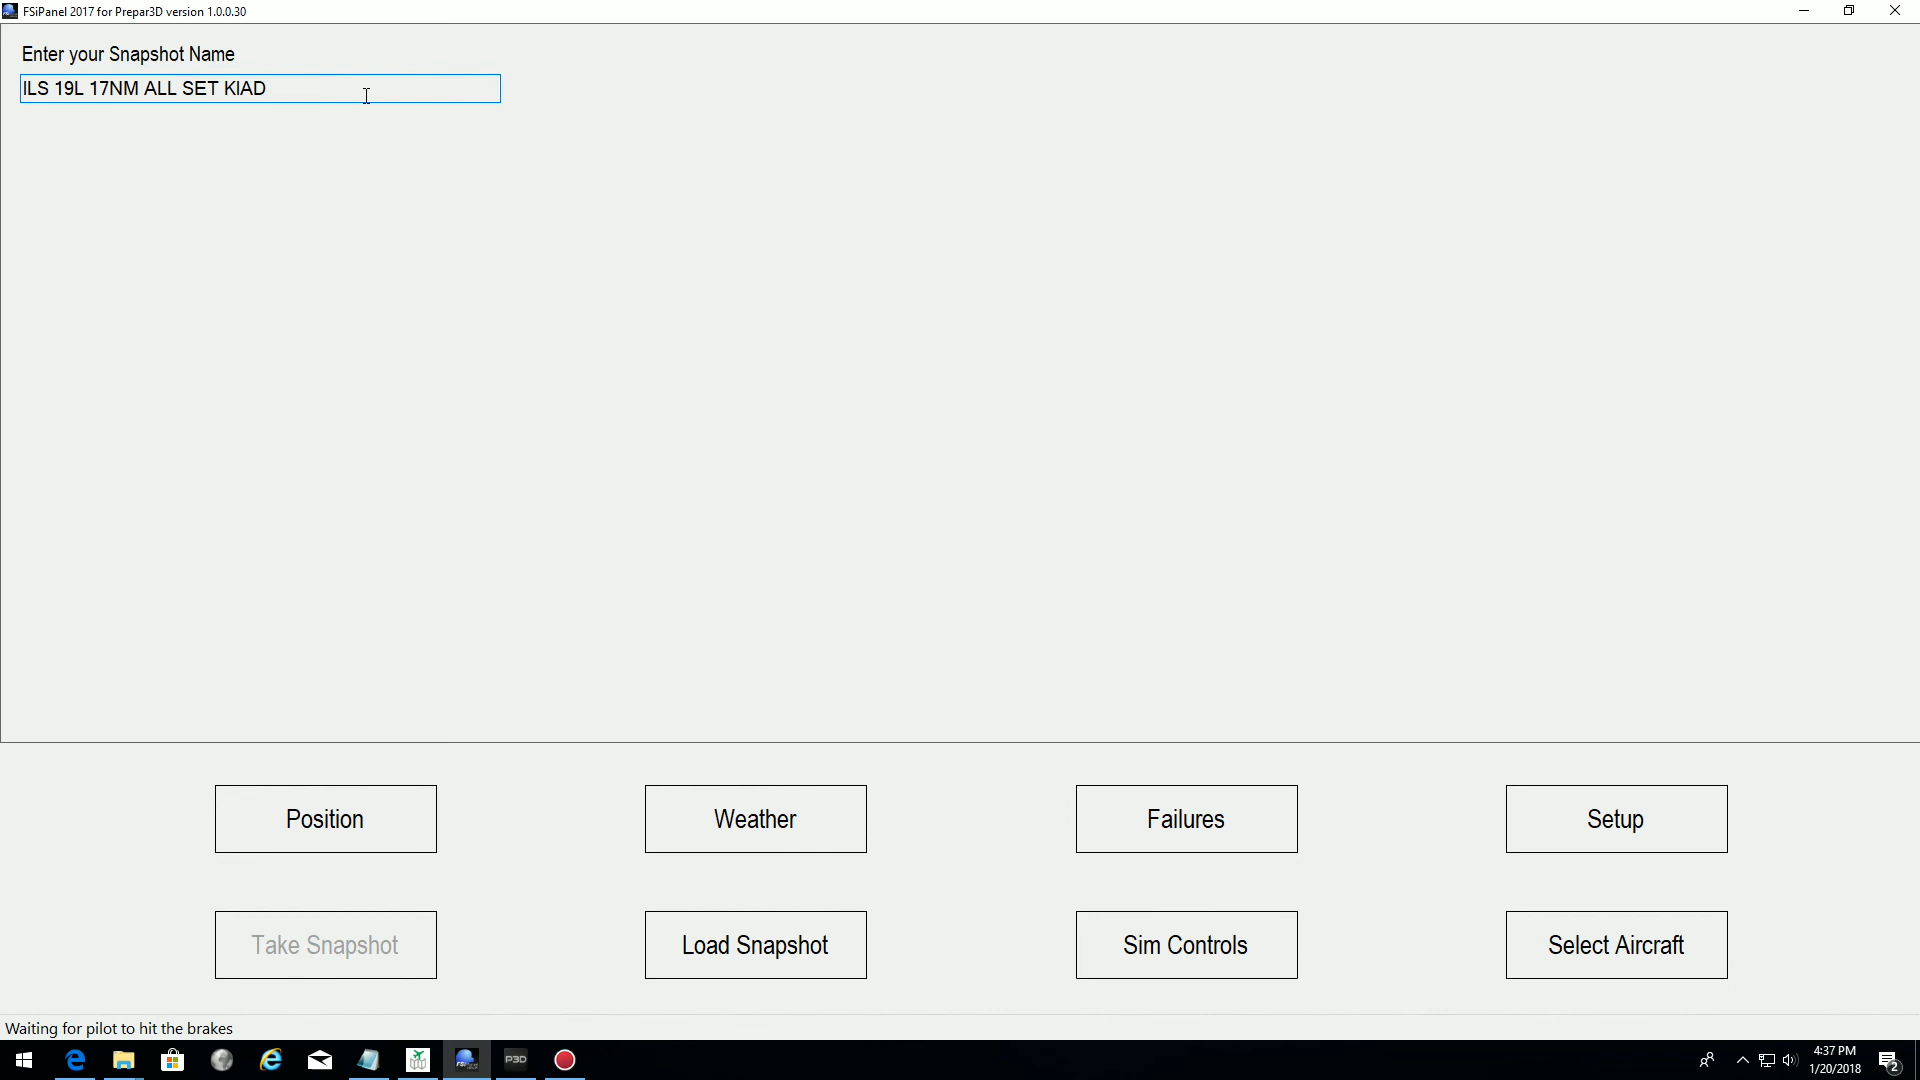 FSiPanel 2017 for Prepar3D version 1.0.0.30
Enter your Snapshot Name
ILS 19L 17NM ALL SET KIAD
Position
Weather
Failures
Setup
Take Snapshot
Load Snapshot
Sim Controls
Select Aircraft
Waiting for pilot to hit the brakes
P3D
4:37 PM
1/20/2018
2